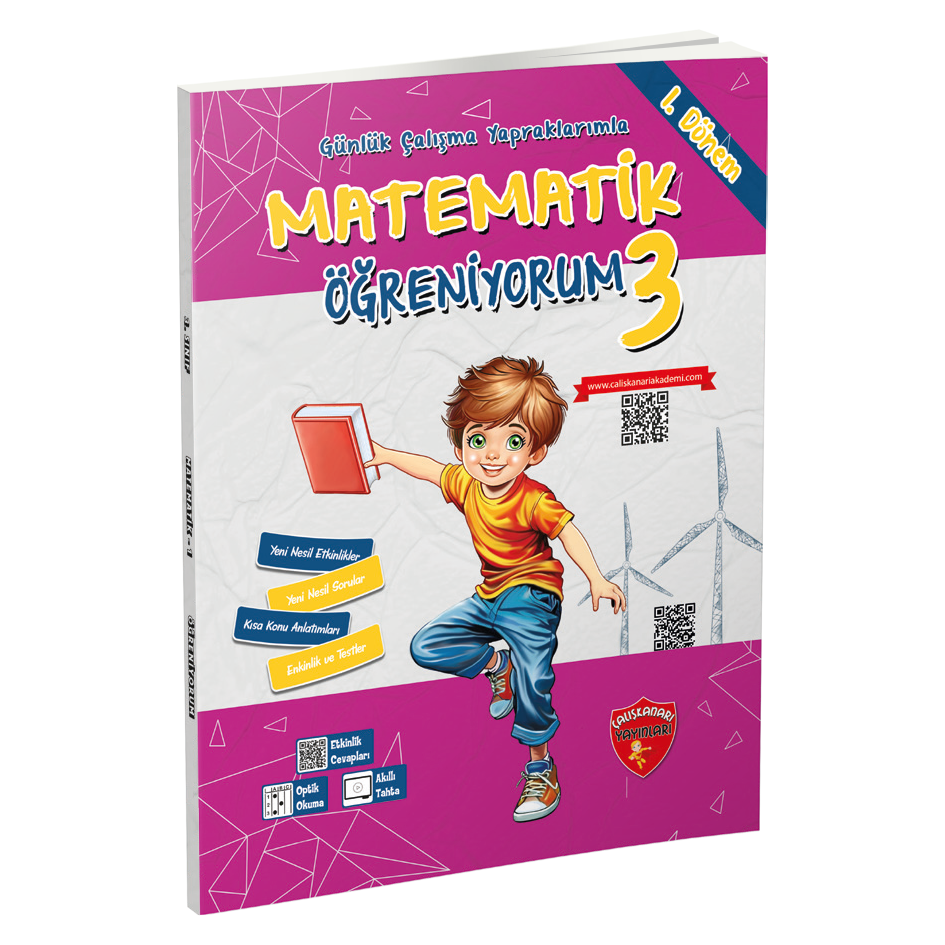 1. Dönem
Günlük Çalışma Yapraklarımla
MATEMATİK
ÖĞRENİYORUM 3
www.caliskanariakademi.com
Yeni Nesil Etkinlikler
Yeni Nesil Sorular
Kısa Konu Anlatımları
Enkinlik ve Testler
ÇALIŞKANARI
YAYINLARI
Etkinlik
Cevapları
Optik
Okuma
Akıllı
Tahta
3. SINIF
MATEMATİK - 1
ÖĞRENİYORUM